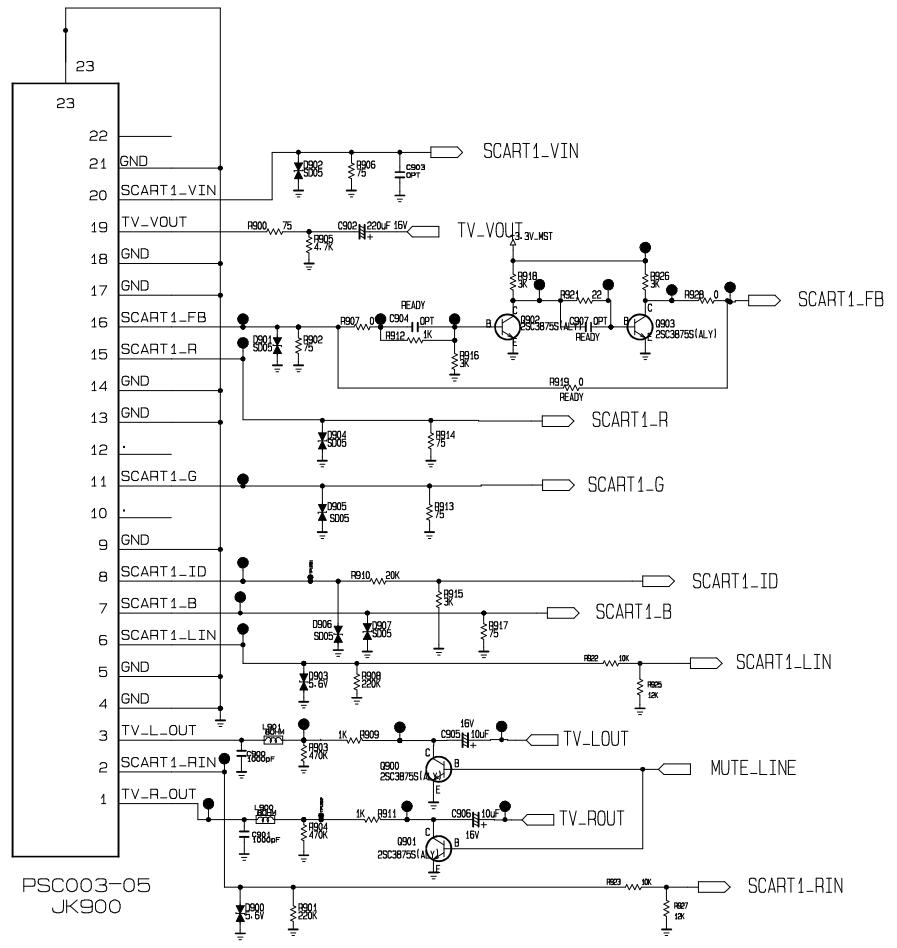 23
23
22
21 GND
20 SCART1_VIN
D902
SD05
R906
75
C903
OPT
SCART1_VIN
19 TV_VOUT
R900 75
R905
4.7K
C902 220uF 16V
+
TV_VOUT
18 GND
+3.3V_MST
17 GND
R918
3K
R926
3K
R921 22
R928 0
SCART1_FB
16 SCART1_FB
D901
SD05
R902
75
R907 0
READY
C904 OPT
R912 1K
R916
3K
B
C
E
Q902
2SC3875S(ALY)
C907 OPT
READY
B
C
E
Q903
2SC3875S(ALY)
15 SCART1_R
R919 0
READY
14 GND
13 GND
D904
SD05
R914
75
SCART1_R
12
11 SCART1_G
D905
SD05
R913
75
SCART1_G
10
9 GND
8 SCART1_ID
R910 20K
R915
3K
SCART1_ID
7 SCART1_B
D906
SD05
D907
SD05
R917
75
SCART1_B
6 SCART1_LIN
D903
5.6V
R908
220K
R922 10K
R925
12K
SCART1_LIN
5 GND
4 GND
3 TV_L_OUT
L901
C900
1000pF
R903
470K
1K R909
16V
C905 10uF
+
TV_LOUT
2 SCART1_RIN
Q900
2SC3875S(ALY)
C
B
E
MUTE_LINE
1 TV_R_OUT
L900
C901
1000pF
R904
470K
1K R911
C906 10uF
+
16V
TV_ROUT
Q901
2SC3875S(ALY)
C
B
E
D900
5.6V
R901
220K
R923 10K
R927
12K
SCART1_RIN
PSC003-05
JK900